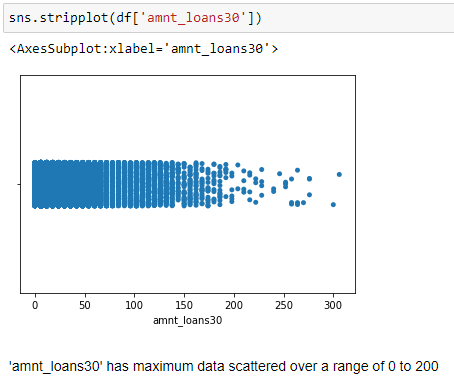 sns.stripplot(df['amnt_loans30'])
<AxesSubplot:xlabel='amnt_loans30'>
0 50 100 150 200 250 300
amnt_loans30
'amnt_loans30' has maximum data scattered over a range of 0 to 200